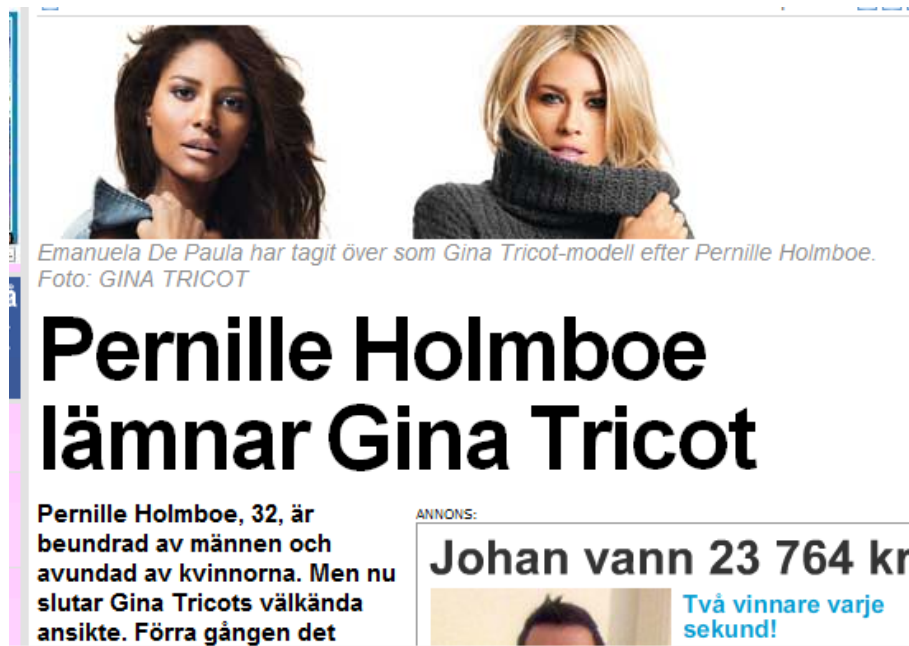 Emanuela De Paula har tagit över som Gina Tricot-modell efter Pernille Holmboe.
Foto: GINA TRICOT
Pernille Holmboe
lämnar Gina Tricot
Pernille Holmboe, 32, är
beundrad av männen och
avundad av kvinnorna. Men nu
slutar Gina Tricots välkända
ansikte. Förra gången det
ANNONS:
Johan vann 23 764 kr
Två vinnare varje
sekund!